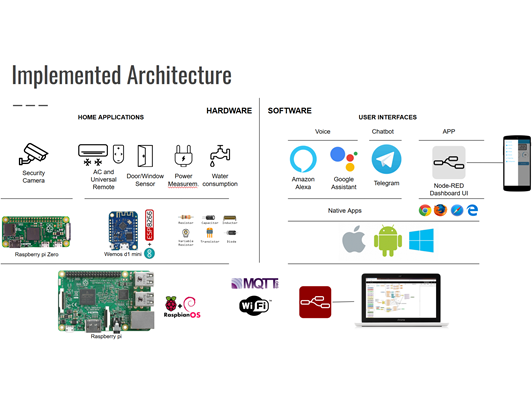 Implemented Architecture
HARDWARE
SOFTWARE
HOME APPLICATIONS
USER INTERFACES
Voice
Chatbot
APP
Security
Camera
AC and
Universal
Remote
Door/Window
Sensor
Power
Measurem.
Water
consumption
Amazon
Alexa
Google
Assistant
Telegram
Node-RED
Dashboard UI
Native Apps
Raspberry pi Zero
Wemos d1 mini
ESP8266
+
Resistor
Capacitor
Inductor
Variable
Resistor
Transistor
Diode
Raspberry pi
+
RaspbianOS
MQTT
Wi Fi